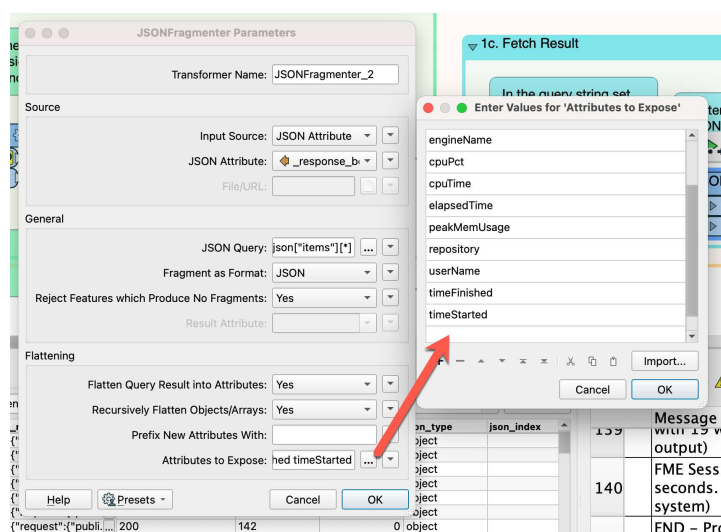 JSONFragmenter Parameters
Transformer Name: JSONFragmenter_2
Source
Input Source: JSON Attribute
JSON Attribute: _response_b
File/URL:
General
JSON Query: json["items"][*] ...
Fragment as Format: JSON
Reject Features which Produce No Fragments: Yes
Result Attribute:
Flattening
Flatten Query Result into Attributes: Yes
Recursively Flatten Objects/Arrays: Yes
Prefix New Attributes With:
Attributes to Expose: hed timeStarted ...
Help Presets Cancel OK
1c. Fetch Result
In the query string set
Enter Values for 'Attributes to Expose'
engineName
cpuPct
cpuTime
elapsedTime
peakMemUsage
repository
userName
timeFinished
timeStarted
Import...
Cancel OK
on_type json_index
object
object
object
object
object
object
{"request":{"publi... 200 142 0 object
139 Message
with 19 w
output)
140 FME Sess
seconds.
system)
END - Pro